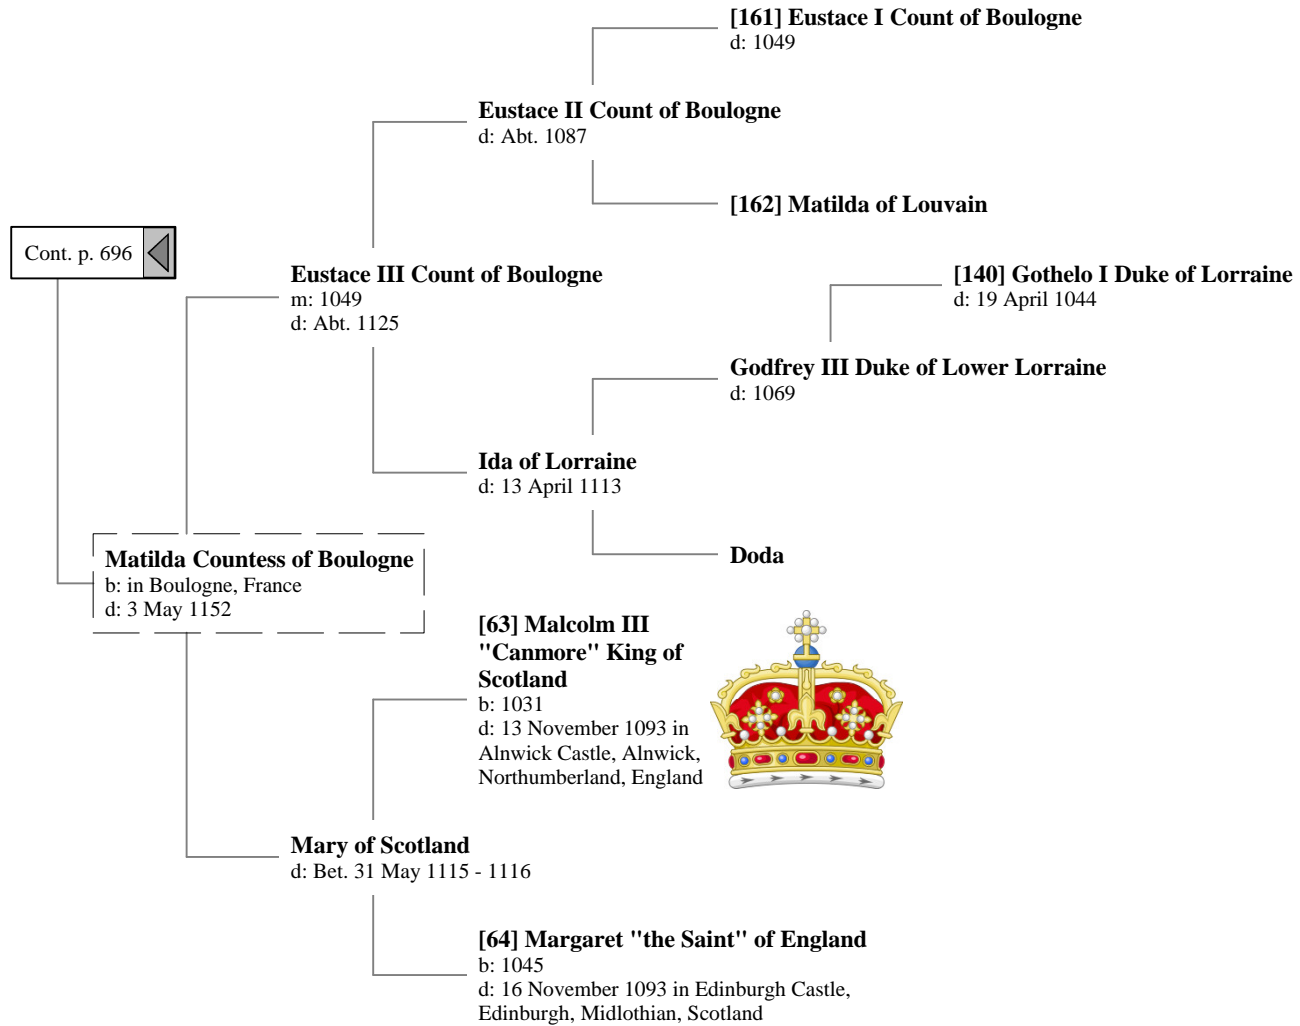 [161] Eustace I Count of Boulogne
d: 1049
Eustace II Count of Boulogne
d: Abt. 1087
[162] Matilda of Louvain
Cont. p. 696
Eustace III Count of Boulogne
m: 1049
d: Abt. 1125
[140] Gothelo I Duke of Lorraine
d: 19 April 1044
Godfrey III Duke of Lower Lorraine
d: 1069
Ida of Lorraine
d: 13 April 1113
Doda
Matilda Countess of Boulogne
b: in Boulogne, France
d: 3 May 1152
[63] Malcolm III
"Canmore" King of
Scotland
b: 1031
d: 13 November 1093 in
Alnwick Castle, Alnwick,
Northumberland, England
Mary of Scotland
d: Bet. 31 May 1115 - 1116
[64] Margaret "the Saint" of England
b: 1045
d: 16 November 1093 in Edinburgh Castle,
Edinburgh, Midlothian, Scotland